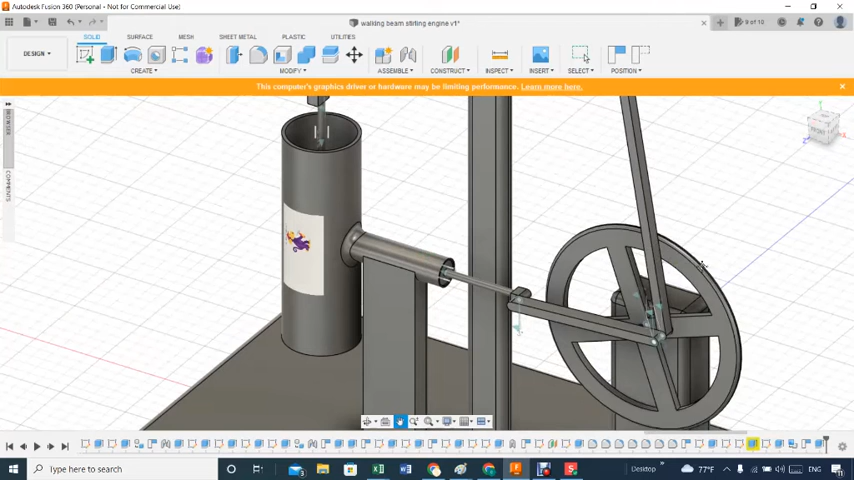 Autodesk Fusion 360 (Personal - Not for Commercial Use)
walking beam stirling engine v1*
9 of 10
SOLID SURFACE MESH SHEET METAL PLASTIC UTILITIES
DESIGN
CREATE MODIFY ASSEMBLE CONSTRUCT INSPECT INSERT SELECT POSITION
This computer's graphics driver or hardware may be limiting performance. Learn more here.
BROWSER
COMMENTS
FRONT
Type here to search
Desktop
77°F
ENG